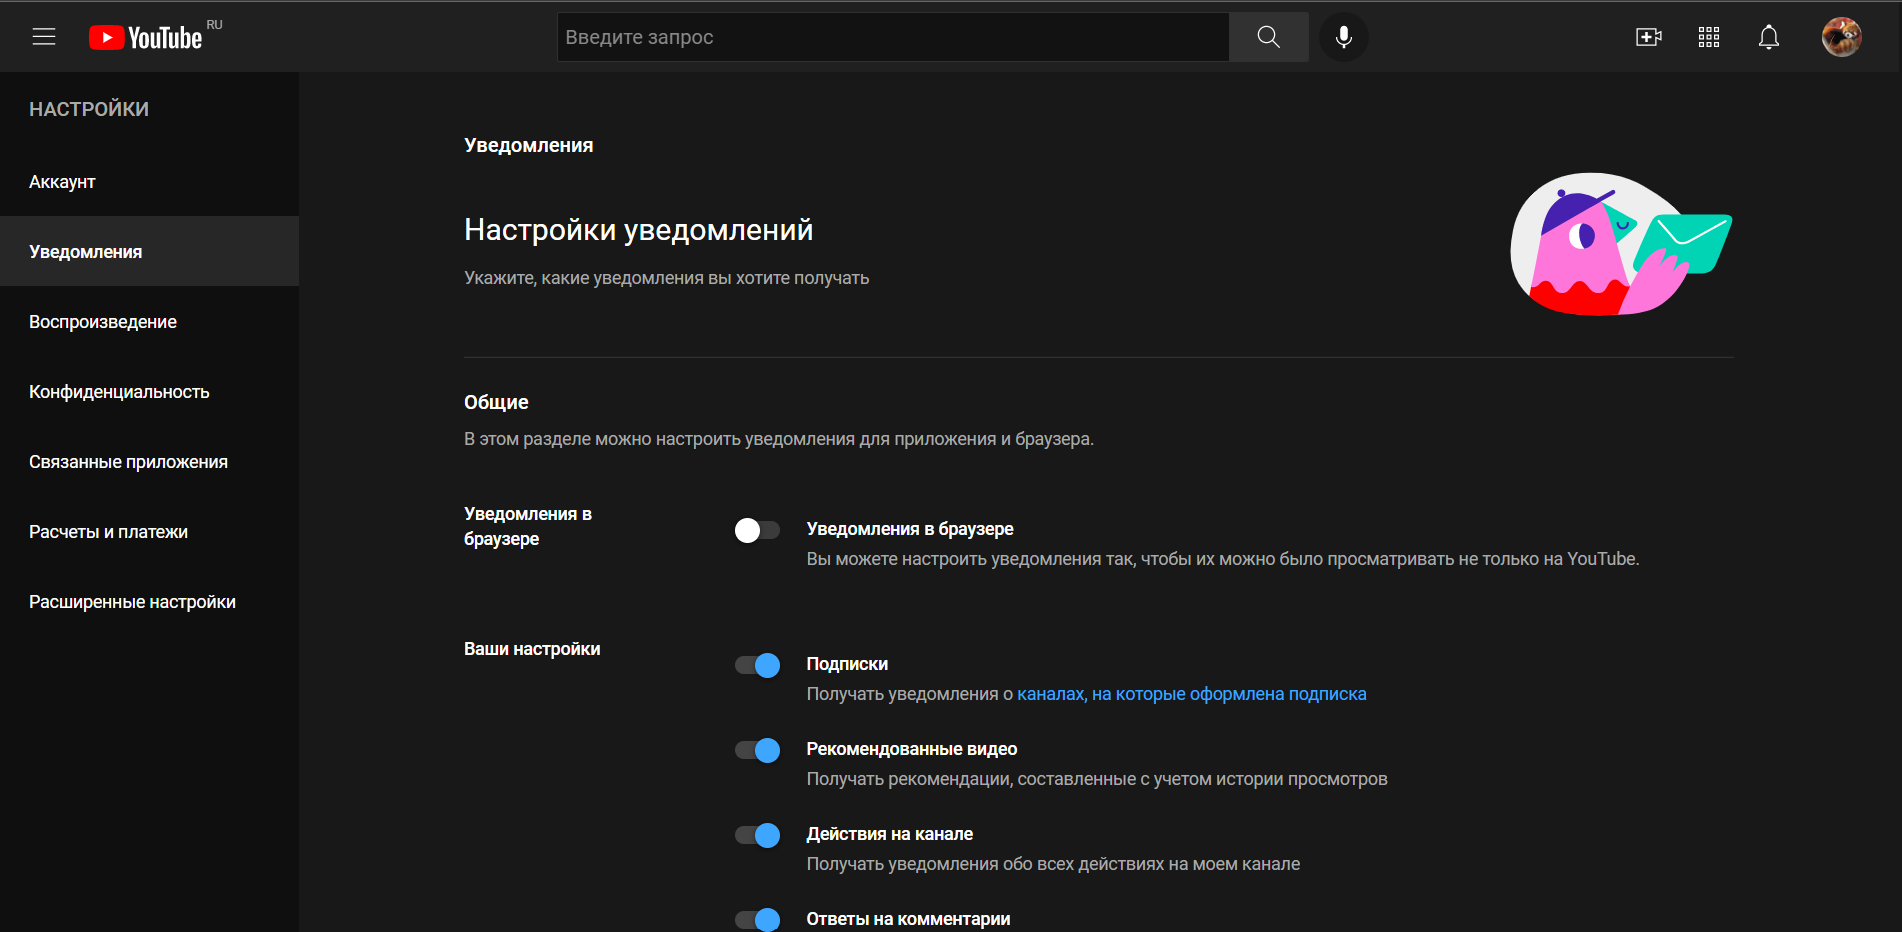 YouTube RU
Введите запрос
НАСТРОЙКИ
Аккаунт
Уведомления
Воспроизведение
Конфиденциальность
Связанные приложения
Расчеты и платежи
Расширенные настройки
Уведомления
Настройки уведомлений
Укажите, какие уведомления вы хотите получать
Общие
В этом разделе можно настроить уведомления для приложения и браузера.
Уведомления в
браузере
Уведомления в браузере
Вы можете настроить уведомления так, чтобы их можно было просматривать не только на YouTube.
Ваши настройки
Подписки
Получать уведомления о каналах, на которые оформлена подписка
Рекомендованные видео
Получать рекомендации, составленные с учетом истории просмотров
Действия на канале
Получать уведомления обо всех действиях на моем канале
Ответы на комментарии